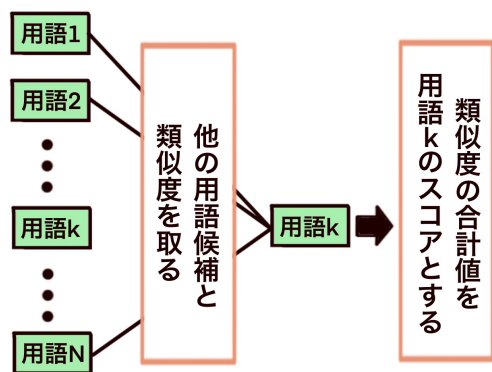 用語1
用語2
用語k
用語N
他の用語候補と
類似度を取る
用語k
類似度の合計値を
用語kのスコアとする